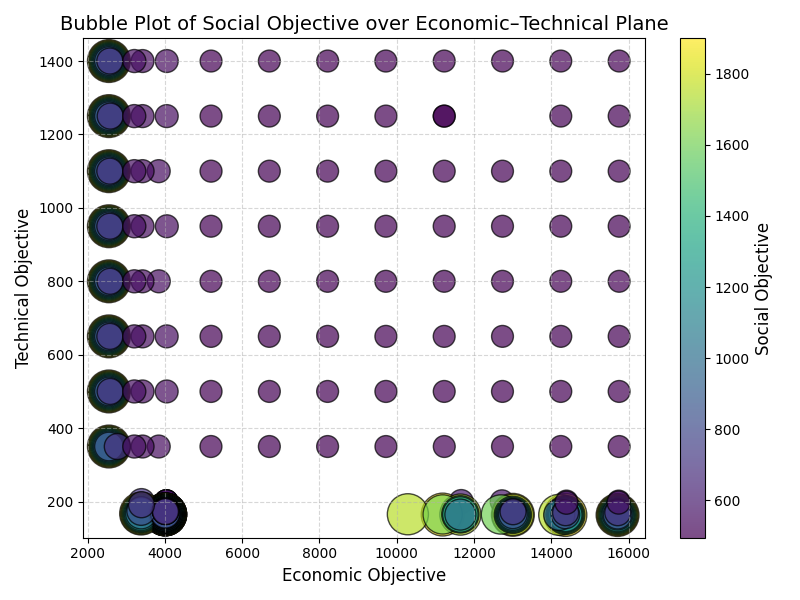 Bubble Plot of Social Objective over Economic–Technical Plane
Technical Objective
1400
1200
1000
800
600
400
200
2000 4000 6000 8000 10000 12000 14000 16000
Economic Objective
1800
1600
1400
1200
1000
800
600
Social Objective